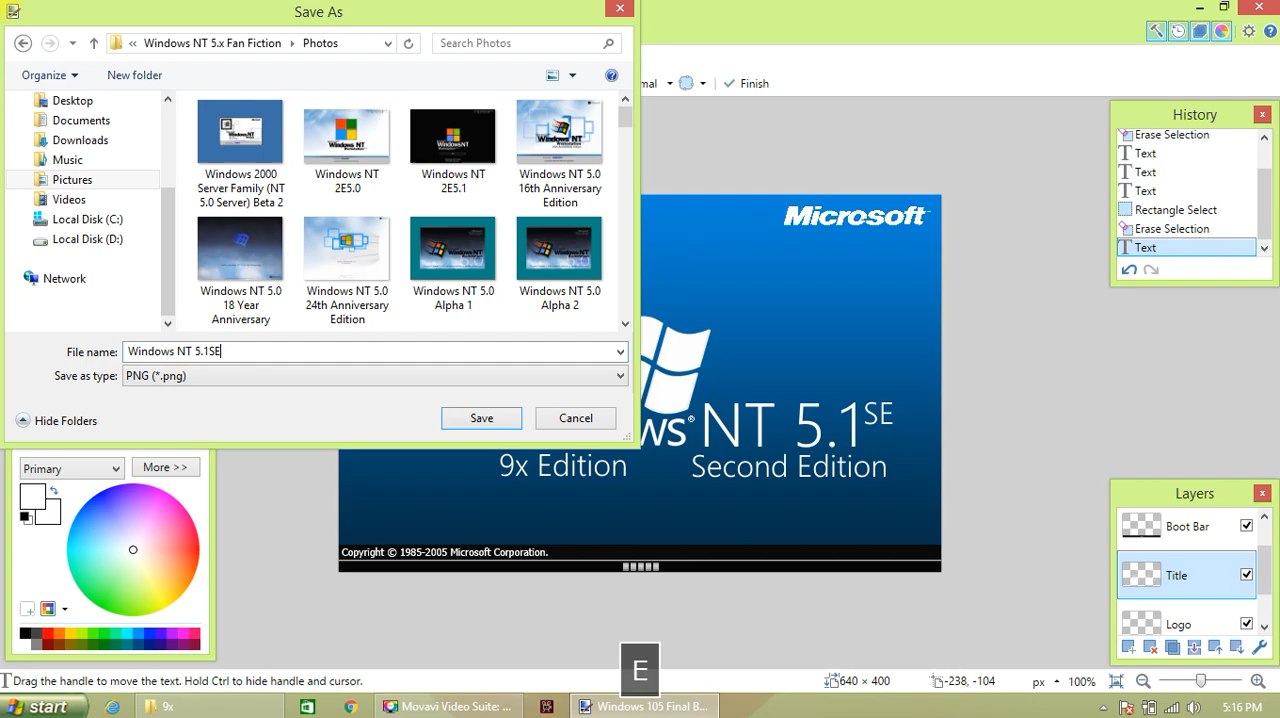 Save As
Windows NT 5.x Fan Fiction
Photos
Search Photos
Organize
New folder
Finish
Desktop
Documents
Downloads
Music
Pictures
Videos
Local Disk (C:)
Local Disk (D:)
Network
Windows 2000
Server Family (NT
5.0 Server) Beta 2
Windows NT
2E5.0
Windows NT
2E5.1
Windows NT 5.0
16th Anniversary
Edition
Windows NT 5.0
18 Year
Anniversary
Windows NT 5.0
24th Anniversary
Edition
Windows NT 5.0
Alpha 1
Windows NT 5.0
Alpha 2
File name: Windows NT 5.1SE
Save as type: PNG (*.png)
Hide Folders
Save
Cancel
History
Erase Selection
Text
Text
Text
Rectangle Select
Erase Selection
Text
Microsoft
NT 5.1 SE
9x Edition
Second Edition
Copyright © 1985-2005 Microsoft Corporation.
Primary
More >>
Layers
Boot Bar
Title
Logo
E
Drag the handle to move the text. Hold Ctrl to hide handle and cursor.
640 × 400
-238, -104
px
100%
start
9x
Movavi Video Suite: ...
Windows 105 Final B...
5:16 PM